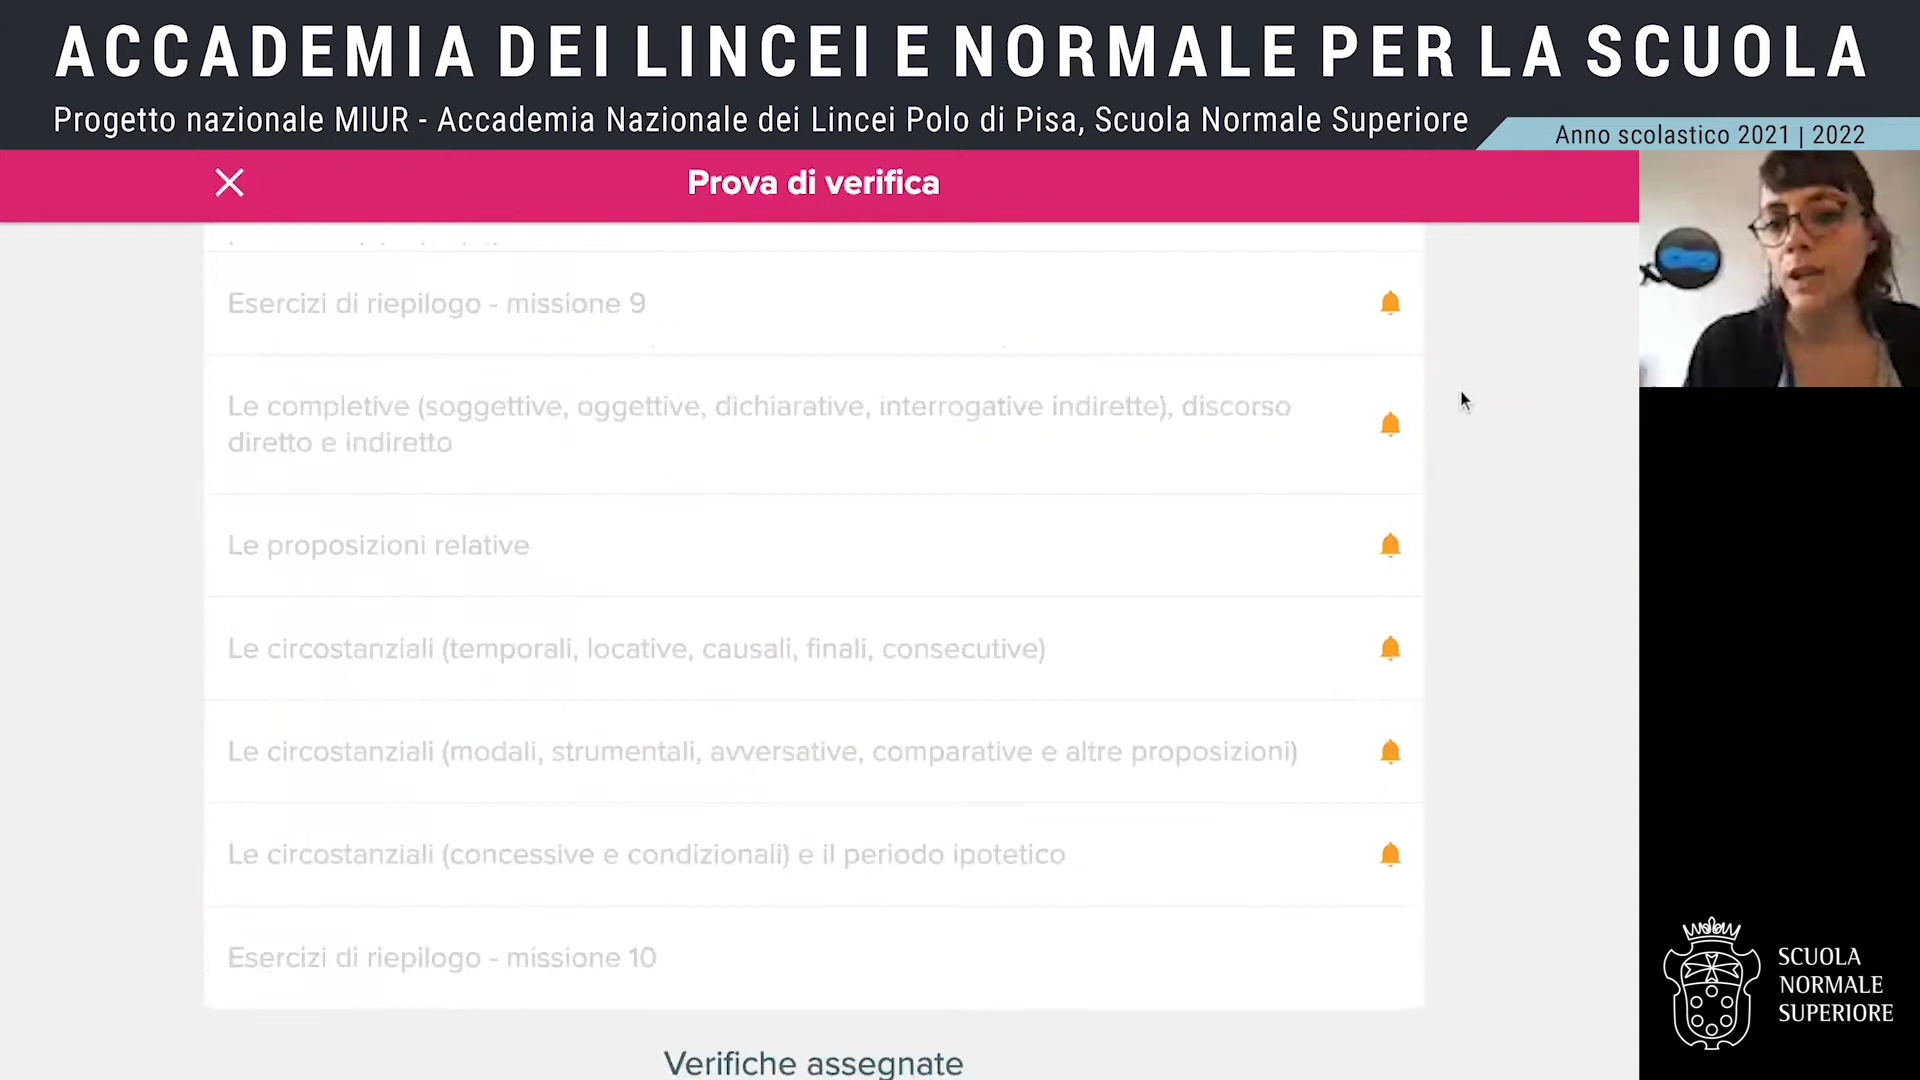 ACCADEMIA DEI LINCEI E NORMALE PER LA SCUOLA
Progetto nazionale MIUR - Accademia Nazionale dei Lincei Polo di Pisa, Scuola Normale Superiore
Anno scolastico 2021 | 2022
Prova di verifica
Esercizi di riepilogo - missione 9
Le completive (soggettive, oggettive, dichiarative, interrogative indirette), discorso
diretto e indiretto
Le proposizioni relative
Le circostanziali (temporali, locative, causali, finali, consecutive)
Le circostanziali (modali, strumentali, avversative, comparative e altre proposizioni)
Le circostanziali (concessive e condizionali) e il periodo ipotetico
Esercizi di riepilogo - missione 10
Verifiche assegnate
SCUOLA
NORMALE
SUPERIORE